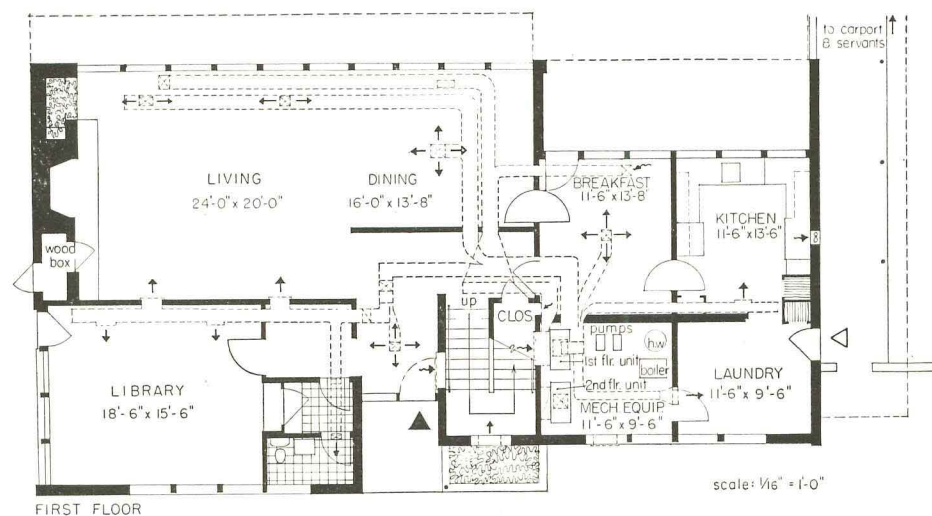 to carport
& servants
LIVING
24'-0" x 20'-0"
DINING
16'-0" x 13'-8"
BREAKFAST
11'-6" x 13'-8
KITCHEN
11'-6" x 13'-6"
wood
box
up
CLOS
pumps
h.w
1st flr. unit
boiler
2nd flr. unit
LIBRARY
18'-6" x 15'-6"
MECH EQUIP
11'-6" x 9'-6"
LAUNDRY
11'-6" x 9'-6"
scale: 1/16" = 1'-0"
FIRST FLOOR